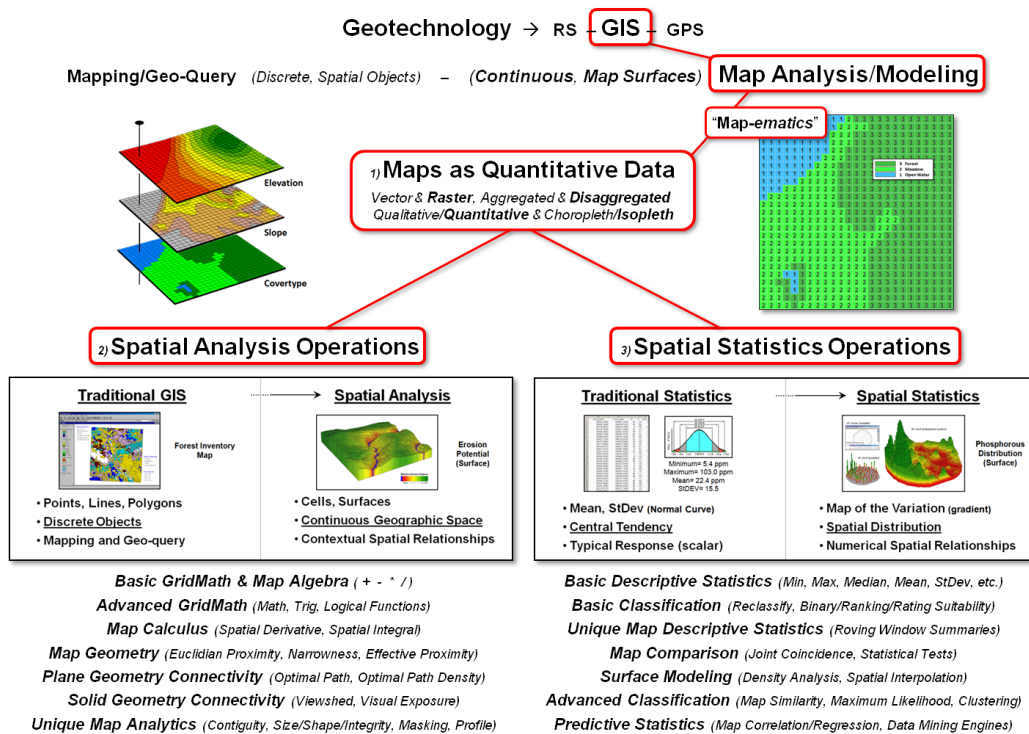 Geotechnology → RS – GIS – GPS
Mapping/Geo-Query (Discrete, Spatial Objects) – (Continuous, Map Surfaces) Map Analysis/Modeling
"Map-ematics"
1) Maps as Quantitative Data
Vector & Raster, Aggregated & Disaggregated
Qualitative/Quantitative & Choropleth/Isopleth
Elevation
Slope
Covertype
3 Forest
2 Meadow
1 Open Water
2) Spatial Analysis Operations
Traditional GIS
Spatial Analysis
Forest Inventory
Map
Erosion
Potential
(Surface)
• Points, Lines, Polygons
• Discrete Objects
• Mapping and Geo-query
• Cells, Surfaces
• Continuous Geographic Space
• Contextual Spatial Relationships
Basic GridMath & Map Algebra ( + - * / )
Advanced GridMath (Math, Trig, Logical Functions)
Map Calculus (Spatial Derivative, Spatial Integral)
Map Geometry (Euclidian Proximity, Narrowness, Effective Proximity)
Plane Geometry Connectivity (Optimal Path, Optimal Path Density)
Solid Geometry Connectivity (Viewshed, Visual Exposure)
Unique Map Analytics (Contiguity, Size/Shape/Integrity, Masking, Profile)
3) Spatial Statistics Operations
Traditional Statistics
Spatial Statistics
Minimum= 5.4 ppm
Maximum= 103.0 ppm
Mean= 22.4 ppm
StDEV= 15.5
Phosphorous
Distribution
(Surface)
• Mean, StDev (Normal Curve)
• Central Tendency
• Typical Response (scalar)
• Map of the Variation (gradient)
• Spatial Distribution
• Numerical Spatial Relationships
Basic Descriptive Statistics (Min, Max, Median, Mean, StDev, etc.)
Basic Classification (Reclassify, Binary/Ranking/Rating Suitability)
Unique Map Descriptive Statistics (Roving Window Summaries)
Map Comparison (Joint Coincidence, Statistical Tests)
Surface Modeling (Density Analysis, Spatial Interpolation)
Advanced Classification (Map Similarity, Maximum Likelihood, Clustering)
Predictive Statistics (Map Correlation/Regression, Data Mining Engines)